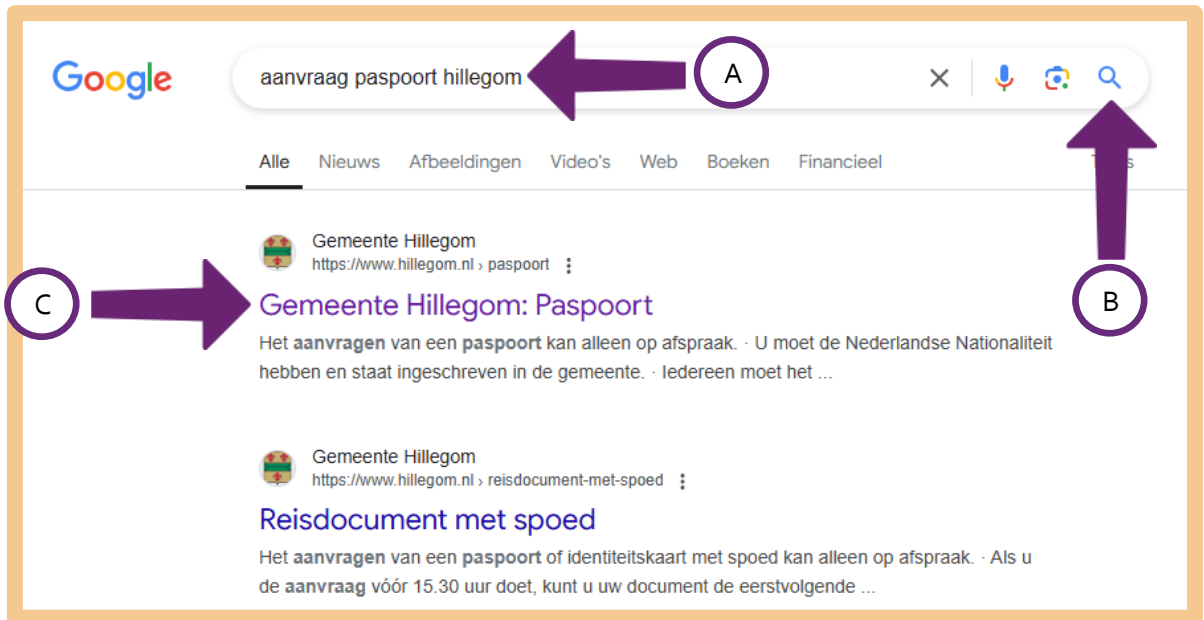 Google
aanvraag paspoort hillegom
A
Alle Nieuws Afbeeldingen Video's Web Boeken Financieel
Gemeente Hillegom
https://www.hillegom.nl › paspoort
C
Gemeente Hillegom: Paspoort
B
Het aanvragen van een paspoort kan alleen op afspraak. · U moet de Nederlandse Nationaliteit
hebben en staat ingeschreven in de gemeente. · Iedereen moet het ...
Gemeente Hillegom
https://www.hillegom.nl › reisdocument-met-spoed
Reisdocument met spoed
Het aanvragen van een paspoort of identiteitskaart met spoed kan alleen op afspraak. · Als u
de aanvraag vóór 15.30 uur doet, kunt u uw document de eerstvolgende ...